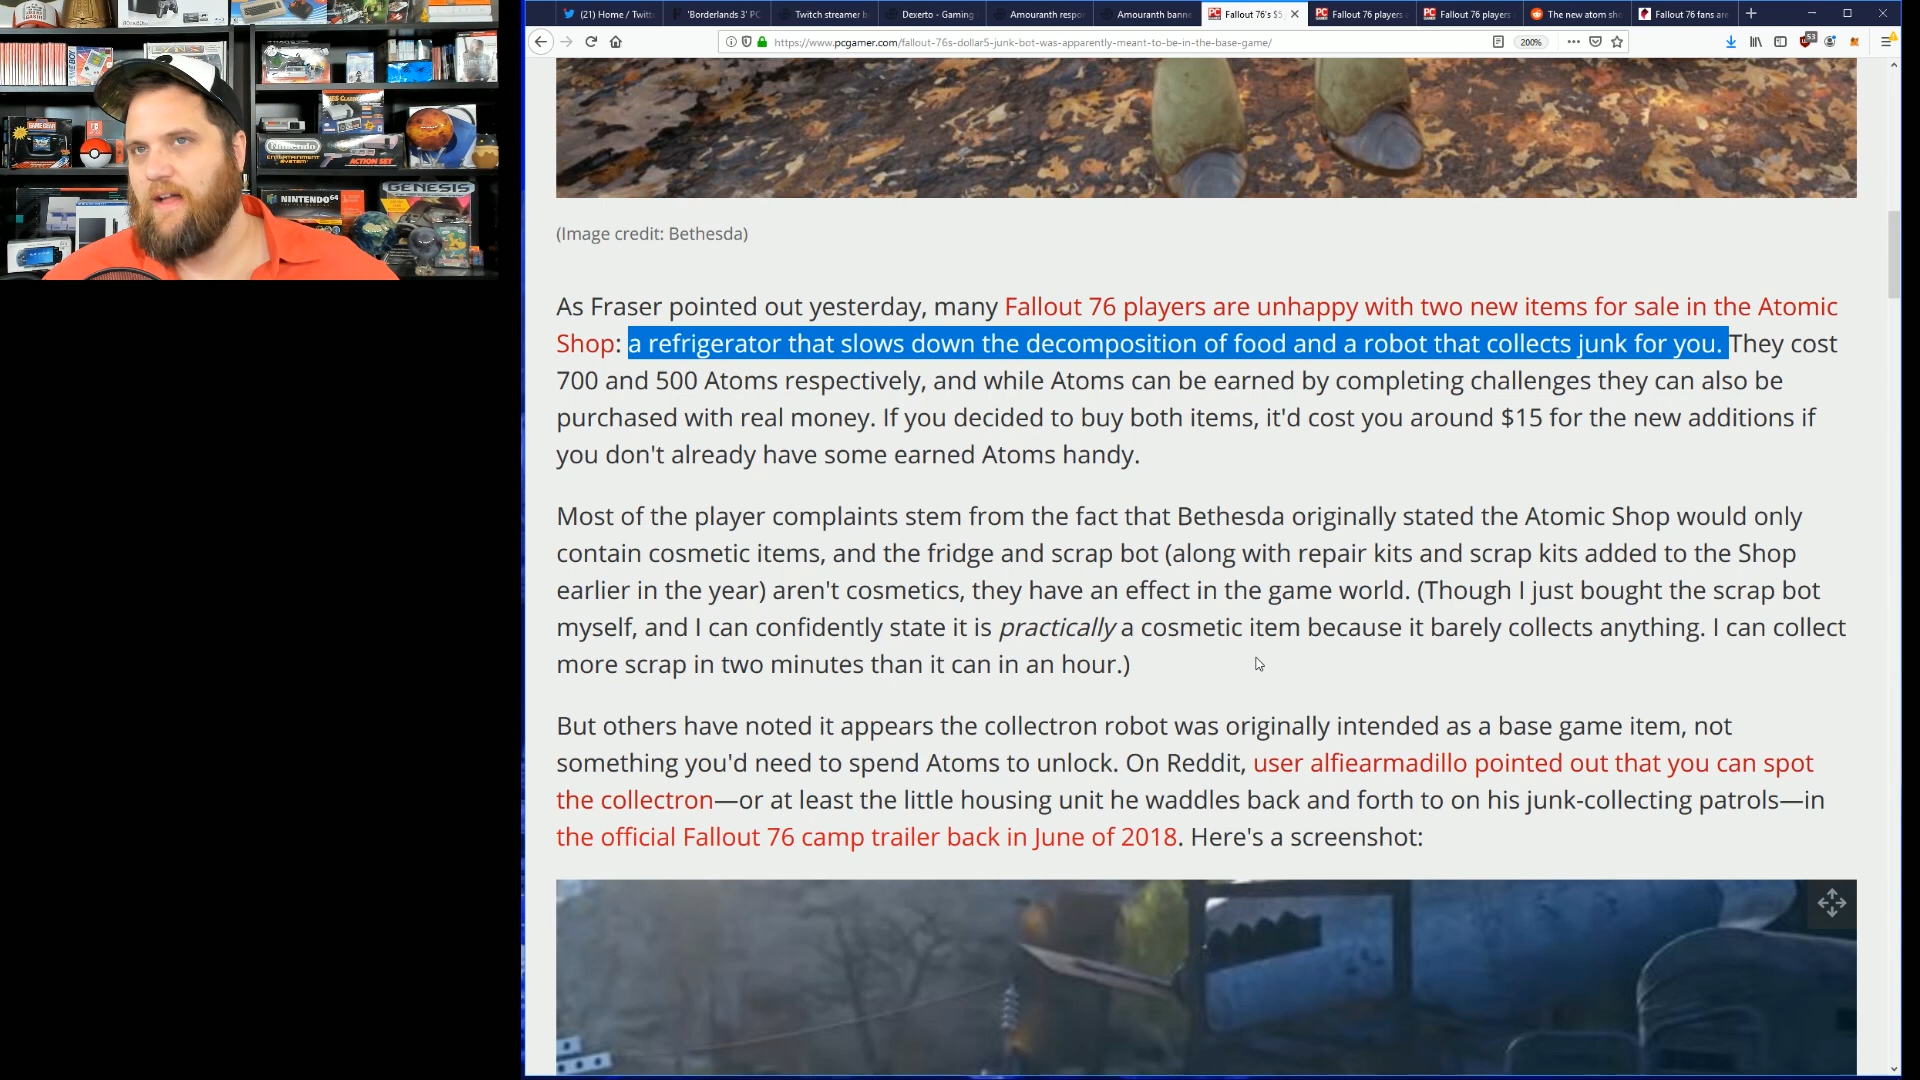 (21) Home / Twitt
'Borderlands 3' PC
Twitch streamer b
Dexerto - Gaming
Amouranth respo
Amouranth banne
Fallout 76's $5
Fallout 76 players
Fallout 76 players
The new atom sho
Fallout 76 fans are
https://www.pcgamer.com/fallout-76s-dollar5-junk-bot-was-apparently-meant-to-be-in-the-base-game/
200%
53
LYNX
GAME GEAR
NES CLASSIC
Nintendo
ENTERTAINMENT SYSTEM
ACTION SET
GENESIS
NINTENDO 64
(Image credit: Bethesda)
As Fraser pointed out yesterday, many Fallout 76 players are unhappy with two new items for sale in the Atomic
Shop: a refrigerator that slows down the decomposition of food and a robot that collects junk for you. They cost
700 and 500 Atoms respectively, and while Atoms can be earned by completing challenges they can also be
purchased with real money. If you decided to buy both items, it'd cost you around $15 for the new additions if
you don't already have some earned Atoms handy.
Most of the player complaints stem from the fact that Bethesda originally stated the Atomic Shop would only
contain cosmetic items, and the fridge and scrap bot (along with repair kits and scrap kits added to the Shop
earlier in the year) aren't cosmetics, they have an effect in the game world. (Though I just bought the scrap bot
myself, and I can confidently state it is practically a cosmetic item because it barely collects anything. I can collect
more scrap in two minutes than it can in an hour.)
But others have noted it appears the collectron robot was originally intended as a base game item, not
something you'd need to spend Atoms to unlock. On Reddit, user alfiearmadillo pointed out that you can spot
the collectron—or at least the little housing unit he waddles back and forth to on his junk-collecting patrols—in
the official Fallout 76 camp trailer back in June of 2018. Here's a screenshot: